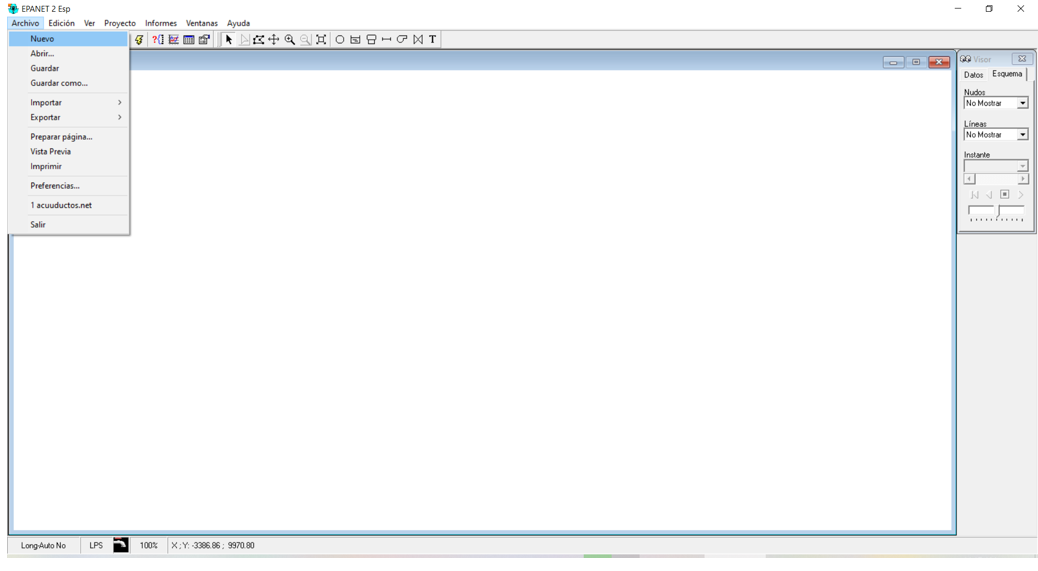 EPANET 2 Esp
Archivo Edición Ver Proyecto Informes Ventanas Ayuda
T
Nuevo
Abrir...
Guardar
Guardar como...
Importar
Exportar
Preparar página...
Vista Previa
Imprimir
Preferencias...
1 acuuductos.net
Salir
Visor
Datos Esquema
Nudos
No Mostrar
Líneas
No Mostrar
Instante
Long-Auto No LPS 100% X ; Y: -3386.86 ; 9970.80